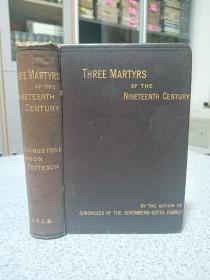 THREE MARTYRS
OF THE
NINETEENTH CENTURY
LIVINGSTONE
GORDON
PATTESON
S.P.C.K.
THREE MARTYRS
OF THE
NINETEENTH CENTURY
BY THE AUTHOR OF
CHRONICLES OF THE SCHÖNBERG-COTTA FAMILY